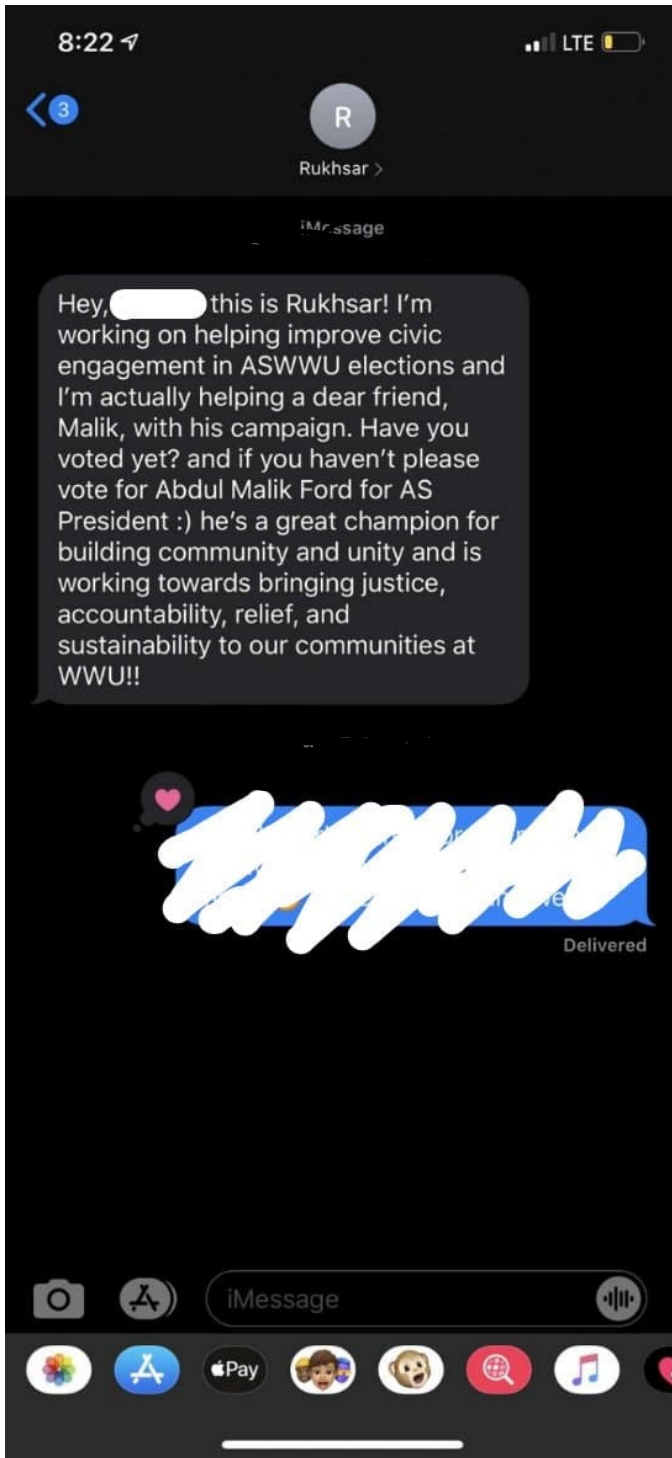 8:22
LTE
3
R
Rukhsar
iMessage
Hey, this is Rukhsar! I’m
working on helping improve civic
engagement in ASWWU elections and
I’m actually helping a dear friend,
Malik, with his campaign. Have you
voted yet? and if you haven’t please
vote for Abdul Malik Ford for AS
President :) he’s a great champion for
building community and unity and is
working towards bringing justice,
accountability, relief, and
sustainability to our communities at
WWU!!
Delivered
iMessage
Pay